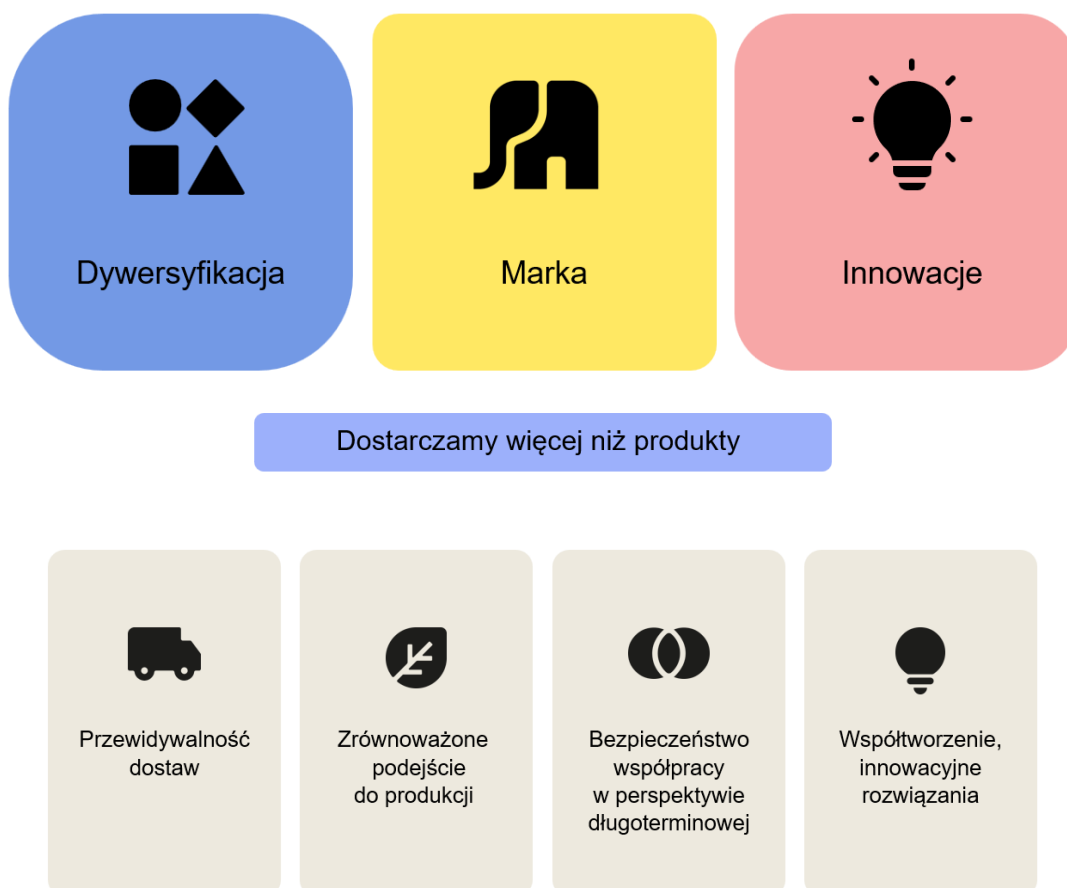 Dywersyfikacja
Marka
Innowacje
Dostarczamy więcej niż produkty
Przewidywalność
dostaw
Zrównoważone
podejście
do produkcji
Bezpieczeństwo
współpracy
w perspektywie
długoterminowej
Współtworzenie,
innowacyjne
rozwiązania